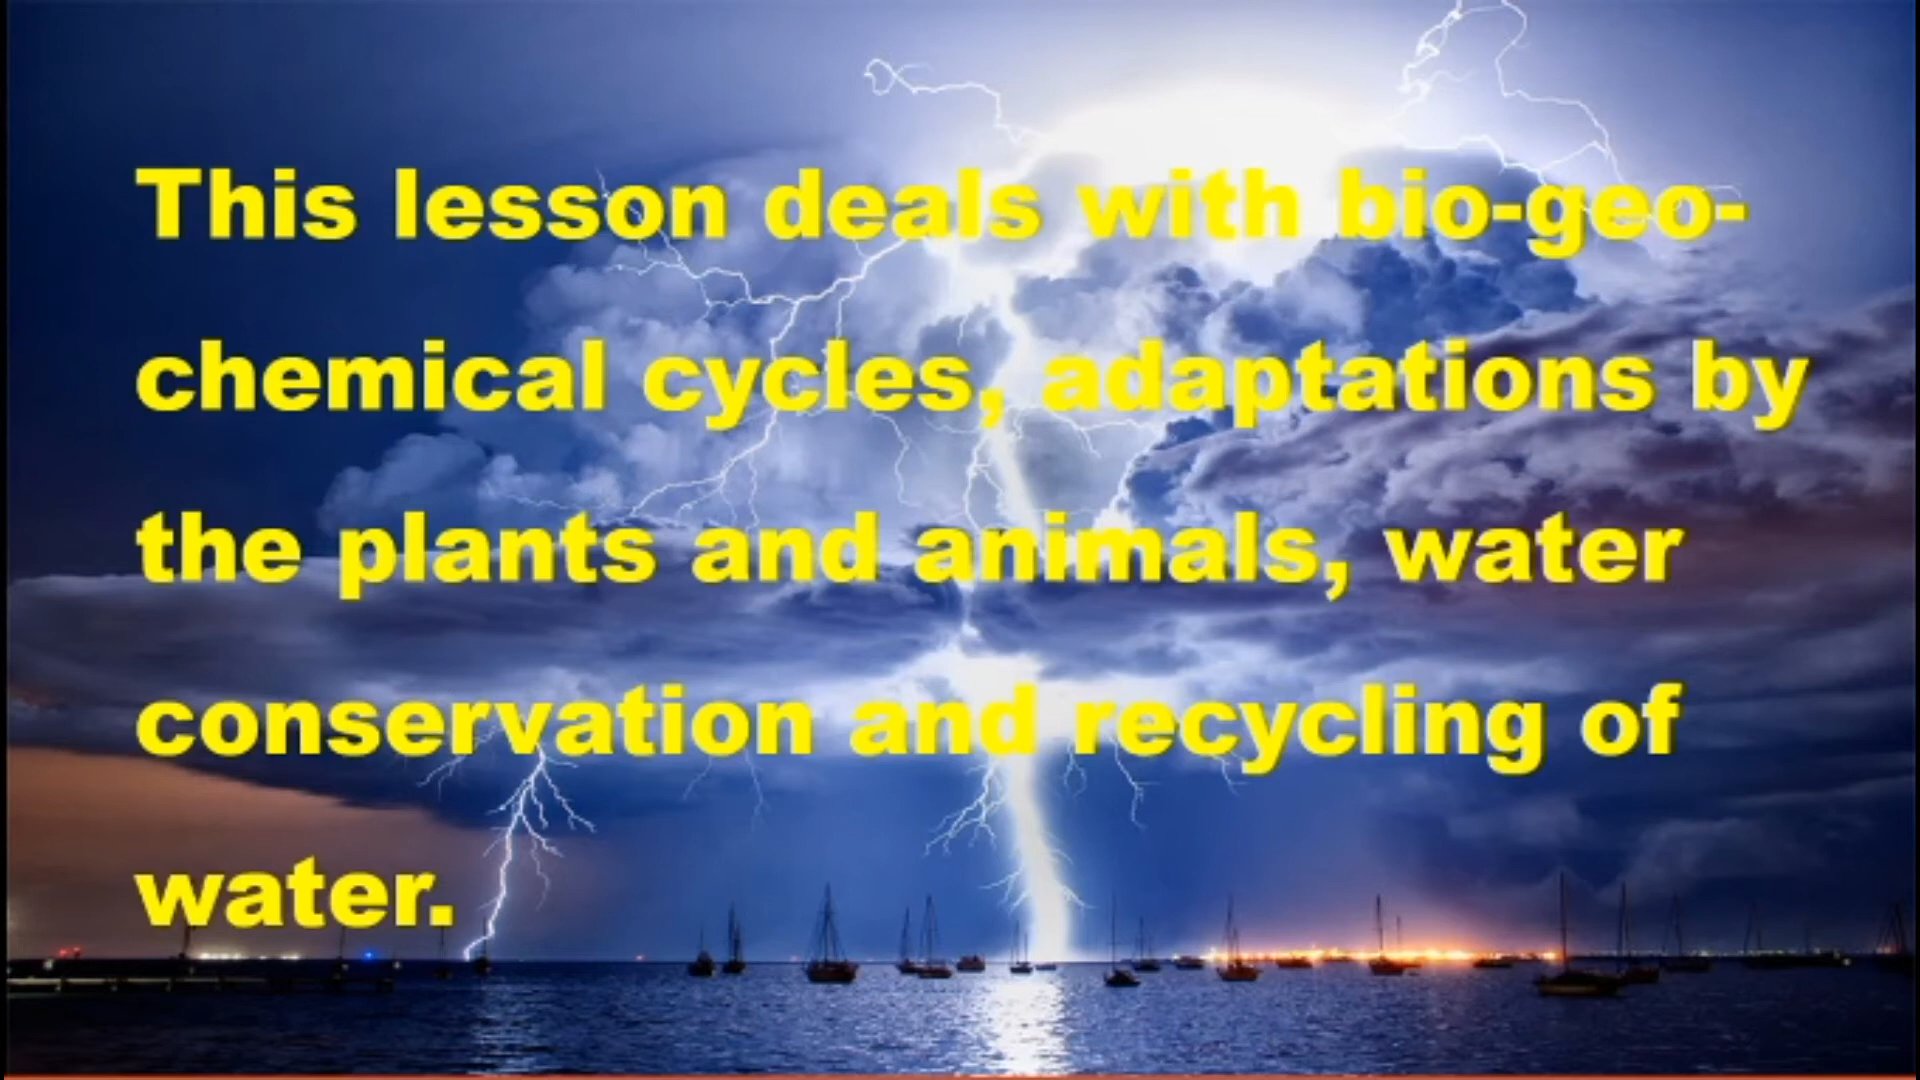 This lesson deals with bio-geo-
chemical cycles, adaptations by
the plants and animals, water
conservation and recycling of
water.